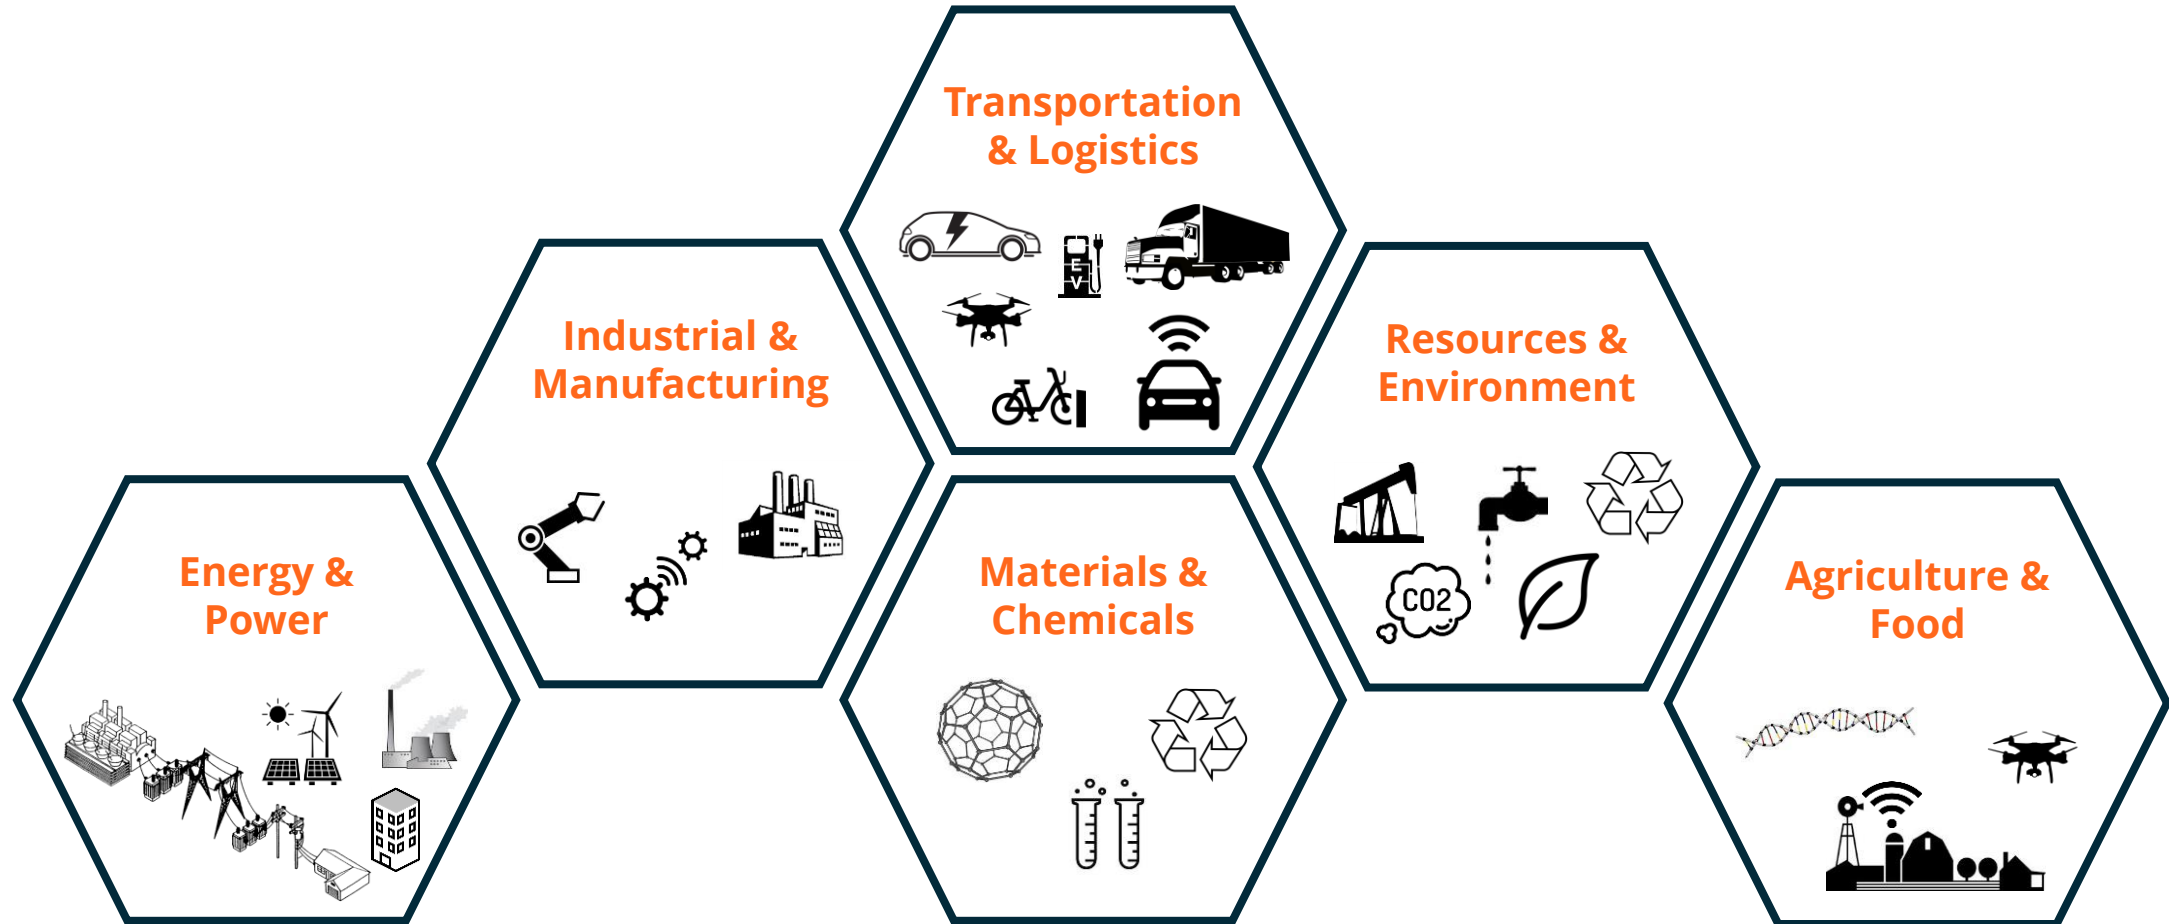 Transportation
& Logistics
E
V
Industrial &
Manufacturing
Resources &
Environment
CO2
Energy &
Power
Materials &
Chemicals
Agriculture &
Food